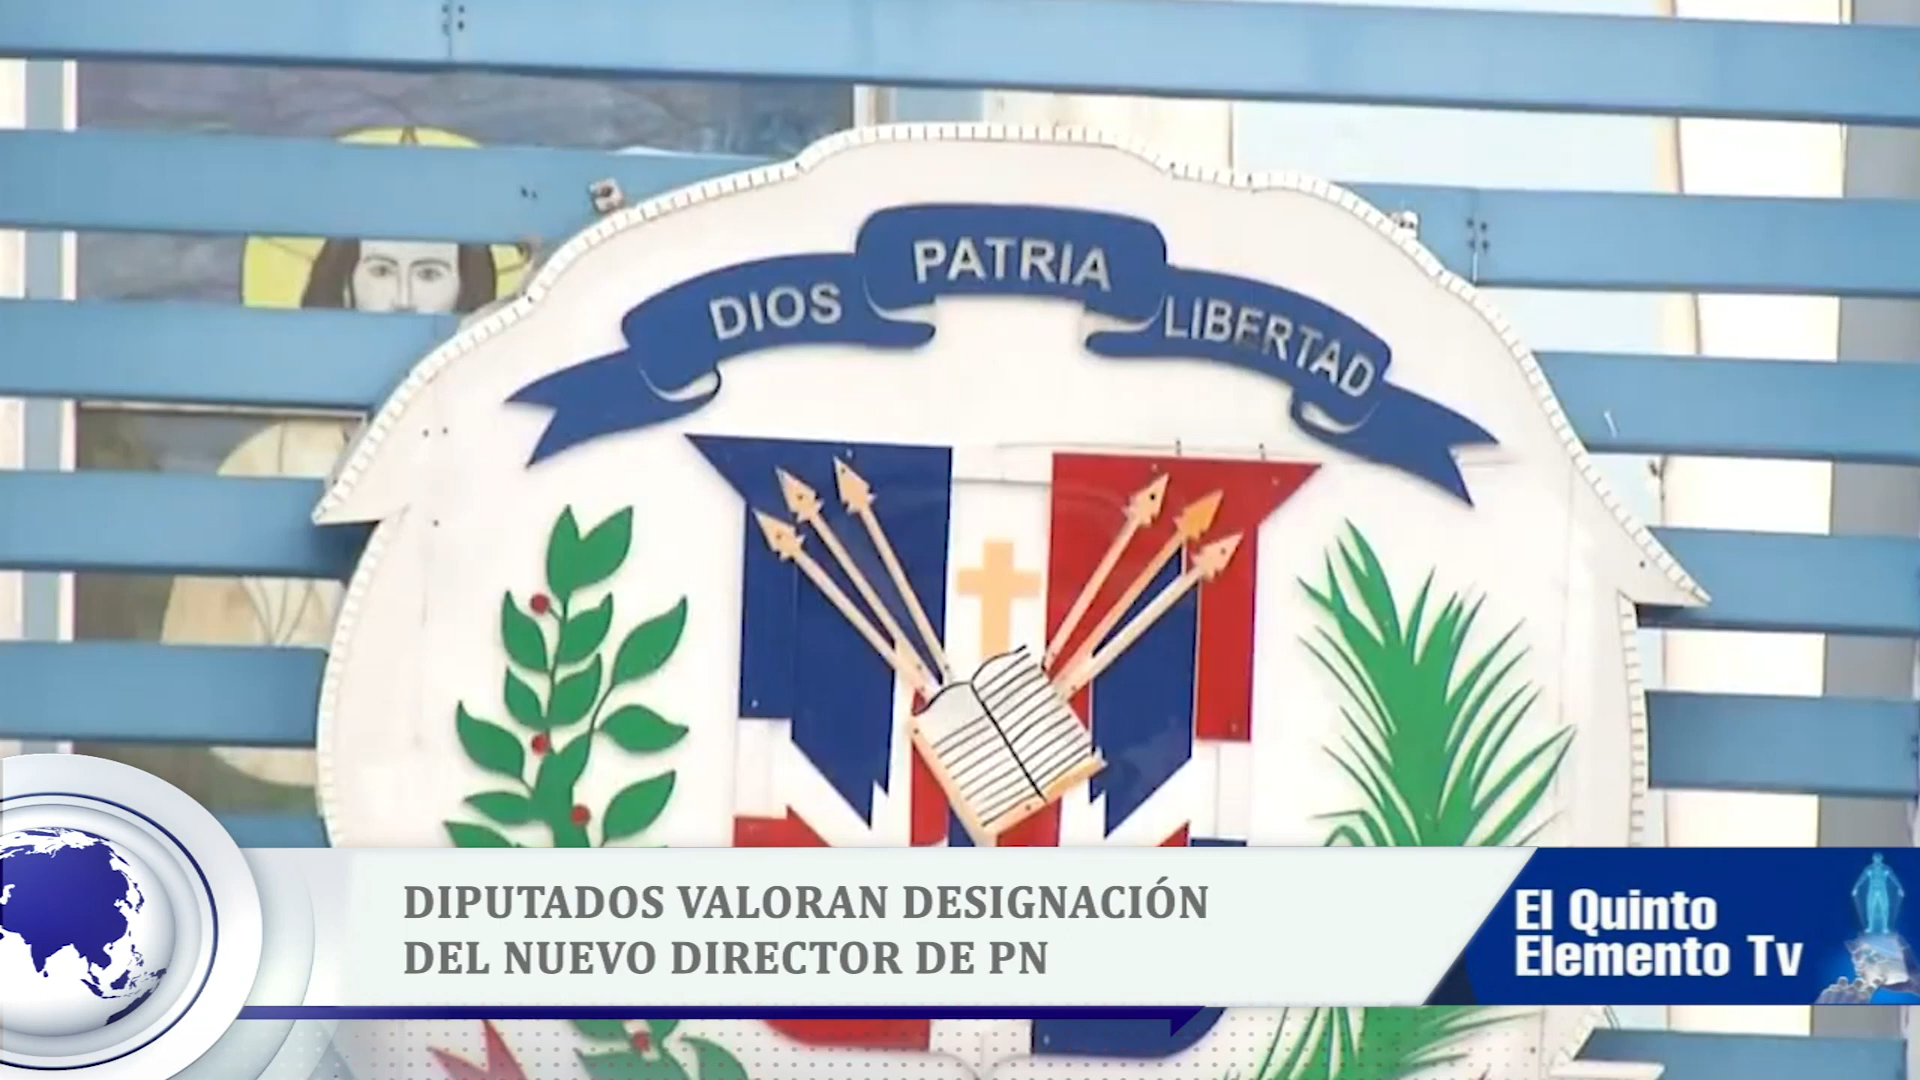 DIOS PATRIA LIBERTAD
DIPUTADOS VALORAN DESIGNACIÓN
DEL NUEVO DIRECTOR DE PN
El Quinto
Elemento Tv